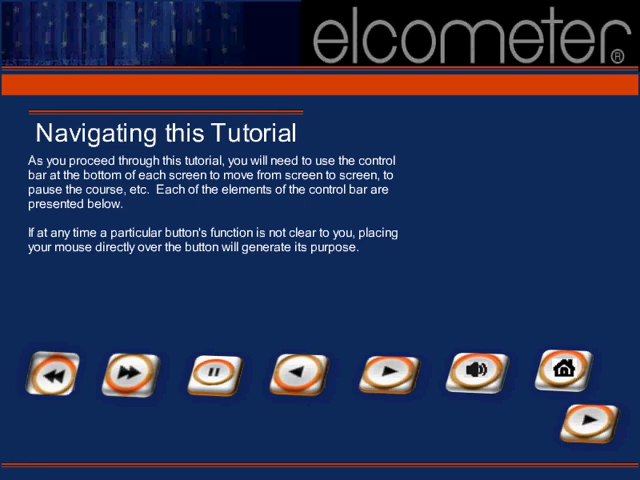 elcometer®
Navigating this Tutorial
As you proceed through this tutorial, you will need to use the control
bar at the bottom of each screen to move from screen to screen, to
pause the course, etc.  Each of the elements of the control bar are
presented below.
If at any time a particular button's function is not clear to you, placing
your mouse directly over the button will generate its purpose.